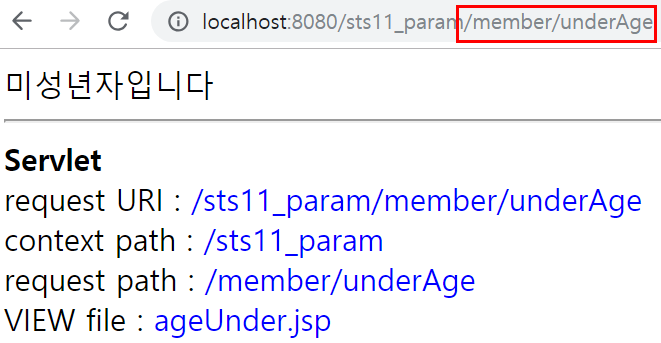 localhost:8080/sts11_param/member/underAge
미성년자입니다
Servlet
request URI : /sts11_param/member/underAge
context path : /sts11_param
request path : /member/underAge
VIEW file : ageUnder.jsp